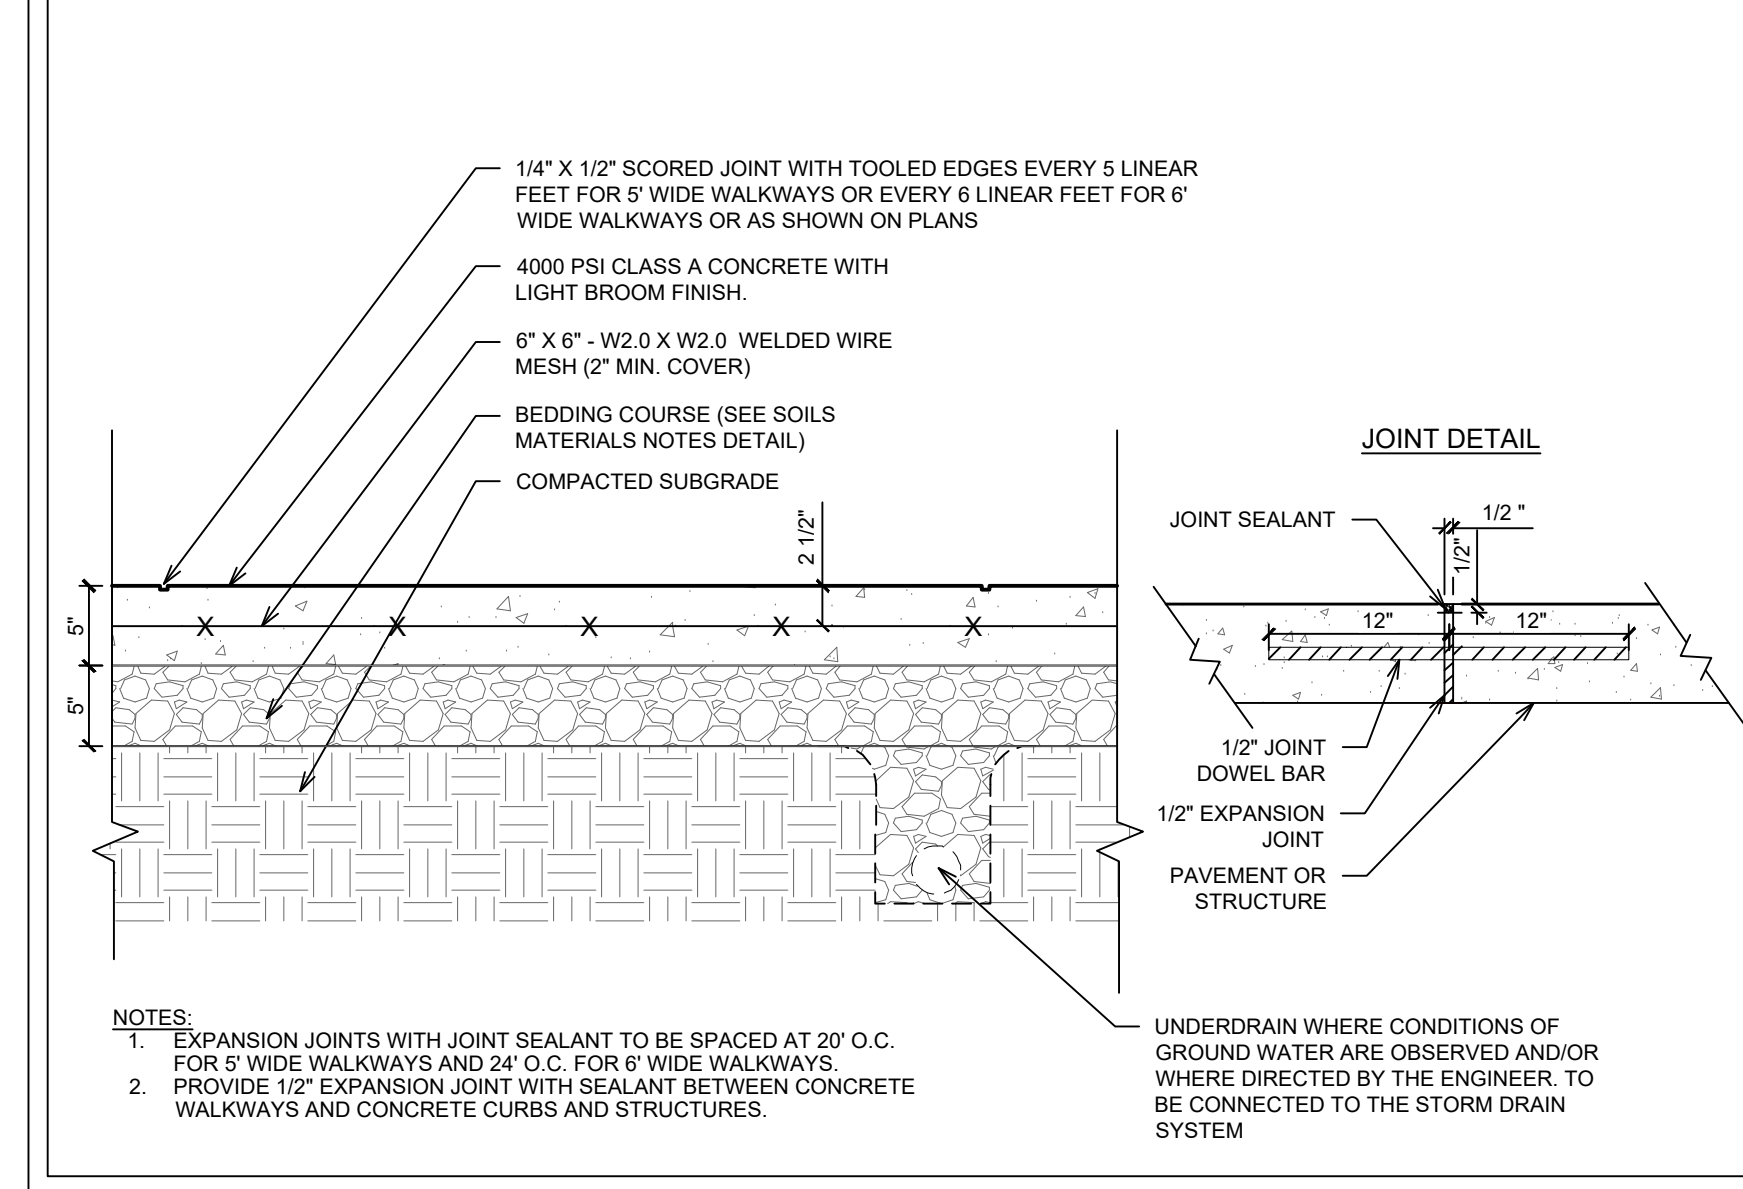 1/4" X 1/2" SCORED JOINT WITH TOOLED EDGES EVERY 5 LINEAR
FEET FOR 5' WIDE WALKWAYS OR EVERY 6 LINEAR FEET FOR 6'
WIDE WALKWAYS OR AS SHOWN ON PLANS
4000 PSI CLASS A CONCRETE WITH
LIGHT BROOM FINISH.
6" X 6" - W2.0 X W2.0 WELDED WIRE
MESH (2" MIN. COVER)
BEDDING COURSE (SEE SOILS
MATERIALS NOTES DETAIL)
COMPACTED SUBGRADE
2 1/2"
5"
5"
JOINT DETAIL
JOINT SEALANT
1/2 "
1/2"
12"
12"
1/2" JOINT
DOWEL BAR
1/2" EXPANSION
JOINT
PAVEMENT OR
STRUCTURE
NOTES:
1. EXPANSION JOINTS WITH JOINT SEALANT TO BE SPACED AT 20' O.C.
FOR 5' WIDE WALKWAYS AND 24' O.C. FOR 6' WIDE WALKWAYS.
2. PROVIDE 1/2" EXPANSION JOINT WITH SEALANT BETWEEN CONCRETE
WALKWAYS AND CONCRETE CURBS AND STRUCTURES.
UNDERDRAIN WHERE CONDITIONS OF
GROUND WATER ARE OBSERVED AND/OR
WHERE DIRECTED BY THE ENGINEER. TO
BE CONNECTED TO THE STORM DRAIN
SYSTEM